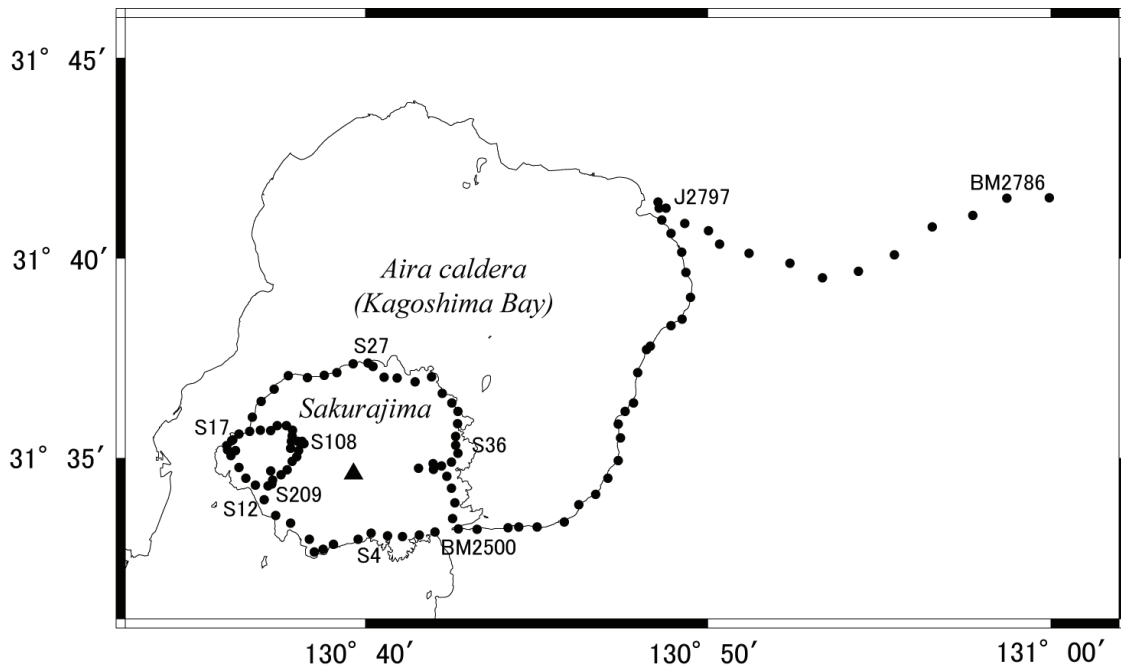 31° 45′
BM2786
J2797
31° 40′
Aira caldera
(Kagoshima Bay)
S27
Sakurajima
S17
S108
S36
31° 35′
S209
S12
S4
BM2500
130° 40′
130° 50′
131° 00′